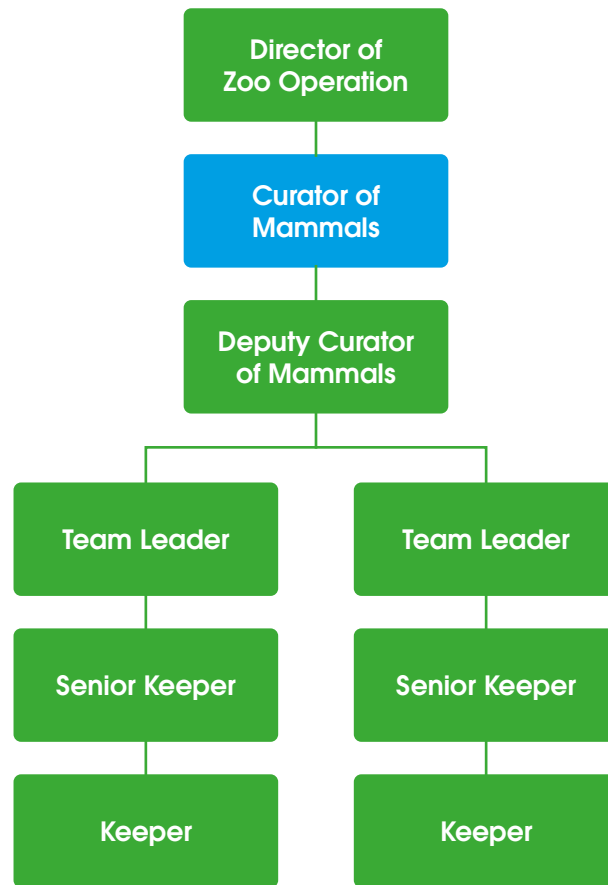 Director of
Zoo Operation
Curator of
Mammals
Deputy Curator
of Mammals
Team Leader
Team Leader
Senior Keeper
Senior Keeper
Keeper
Keeper